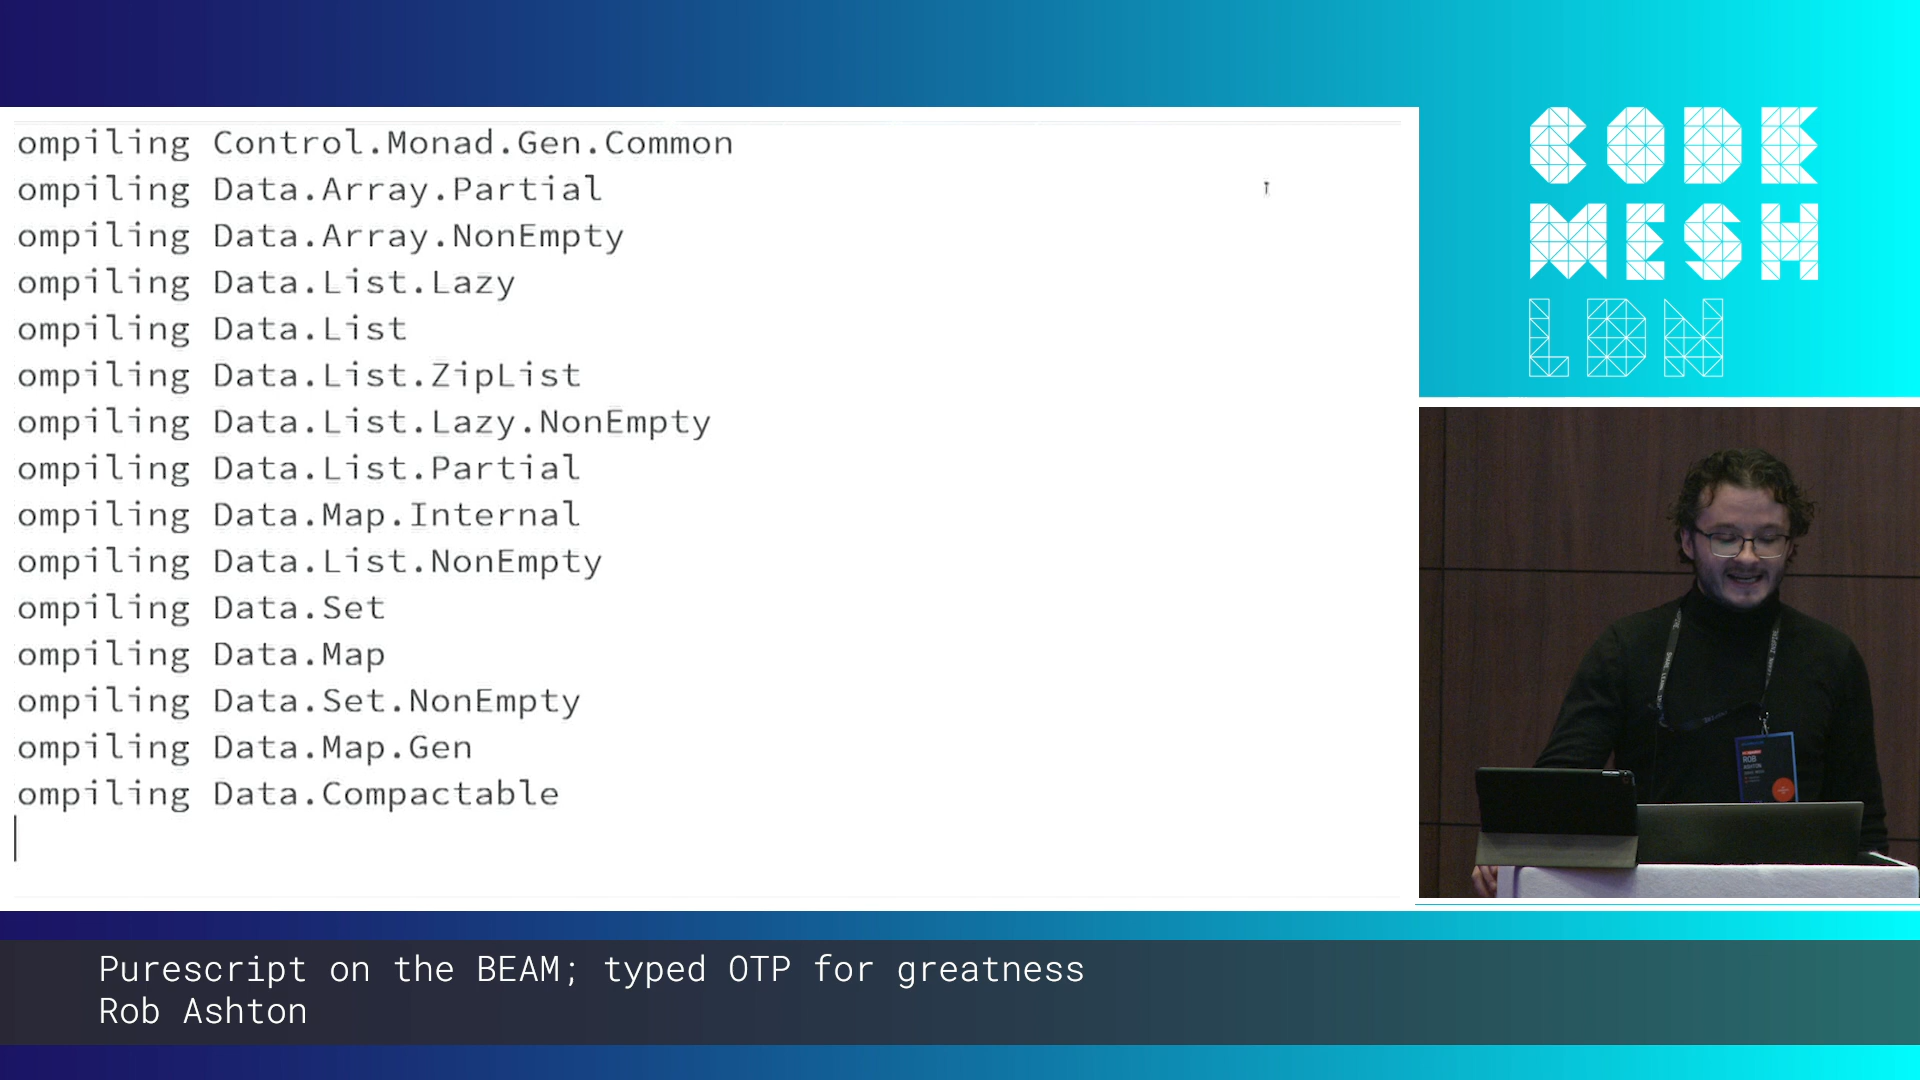 ompiling Control.Monad.Gen.Common
ompiling Data.Array.Partial
ompiling Data.Array.NonEmpty
ompiling Data.List.Lazy
ompiling Data.List
ompiling Data.List.ZipList
ompiling Data.List.Lazy.NonEmpty
ompiling Data.List.Partial
ompiling Data.Map.Internal
ompiling Data.List.NonEmpty
ompiling Data.Set
ompiling Data.Map
ompiling Data.Set.NonEmpty
ompiling Data.Map.Gen
ompiling Data.Compactable
CODE
MESH
LDN
ROB
ASHTON
Purescript on the BEAM; typed OTP for greatness
Rob Ashton